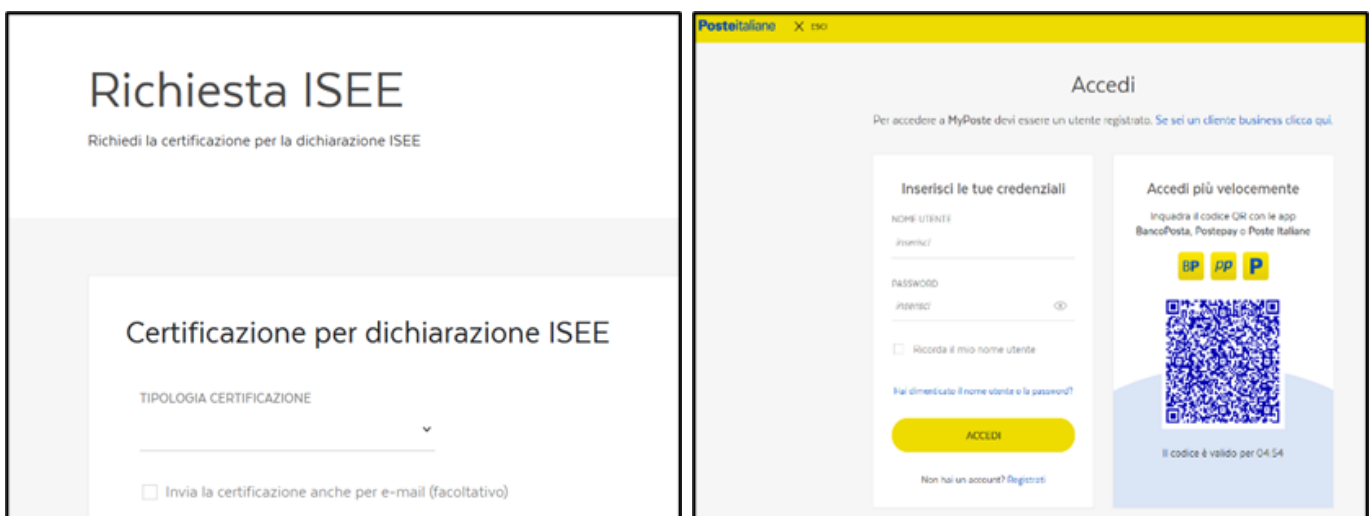 Richiesta ISEE
Richiedi la certificazione per la dichiarazione ISEE
Certificazione per dichiarazione ISEE
TIPOLOGIA CERTIFICAZIONE
Invia la certificazione anche per e-mail (facoltativo)
Posteitaliane X ESCI
Accedi
Per accedere a MyPoste devi essere un utente registrato. Se sei un cliente business clicca qui.
Inserisci le tue credenziali
NOME UTENTE
inserisci
PASSWORD
inserisci
Ricorda il mio nome utente
Hai dimenticato il nome utente o la password?
ACCEDI
Non hai un account? Registrati
Accedi più velocemente
Inquadra il codice QR con le app
BancoPosta, Postepay o Poste Italiane
BP PP P
Il codice è valido per 04:54